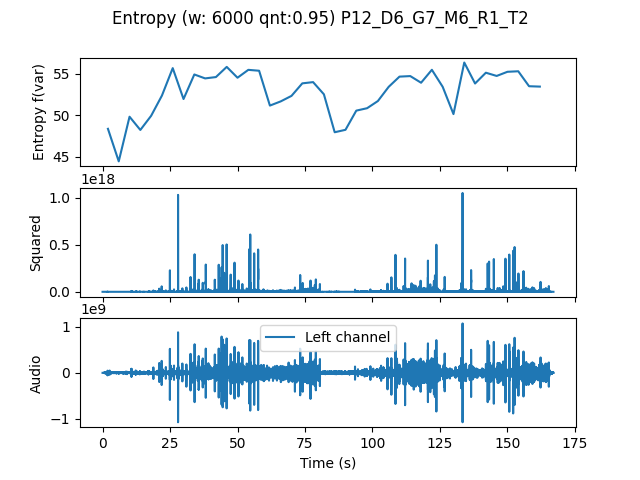 Entropy (w: 6000 qnt:0.95) P12_D6_G7_M6_R1_T2
55
50
45
Entropy f(var)
1e18
1.0
0.5
0.0
Squared
1e9
1
0
−1
Audio
Left channel
0 25 50 75 100 125 150 175
Time (s)